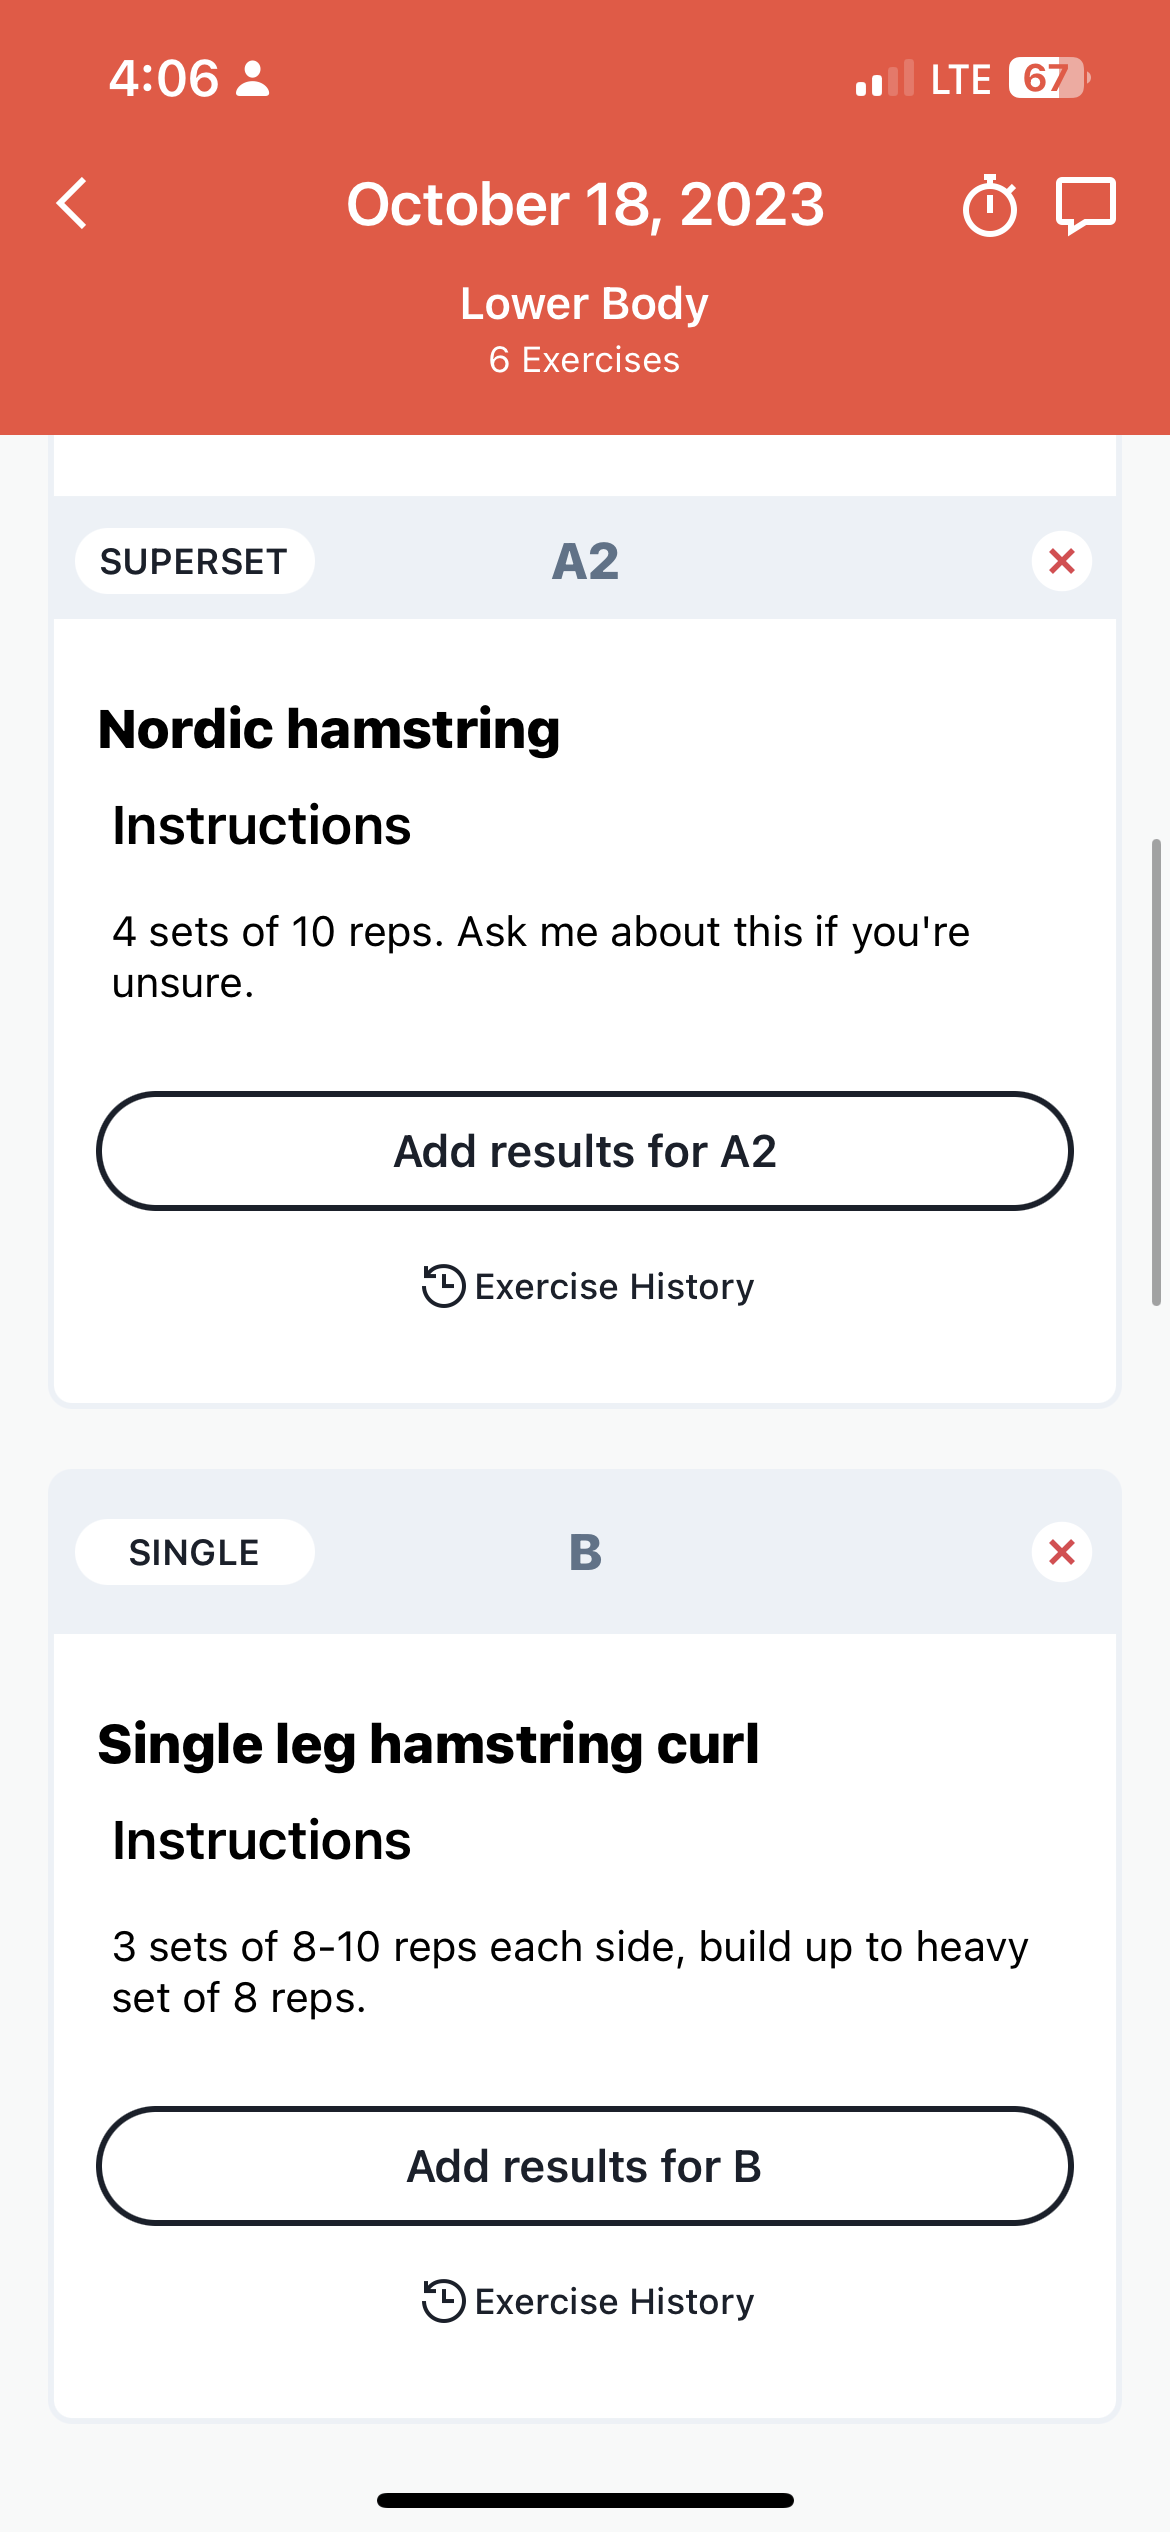 4:06
LTE 67
October 18, 2023
Lower Body
6 Exercises
SUPERSET A2
Nordic hamstring
Instructions
4 sets of 10 reps. Ask me about this if you're
unsure.
Add results for A2
Exercise History
SINGLE B
Single leg hamstring curl
Instructions
3 sets of 8-10 reps each side, build up to heavy
set of 8 reps.
Add results for B
Exercise History